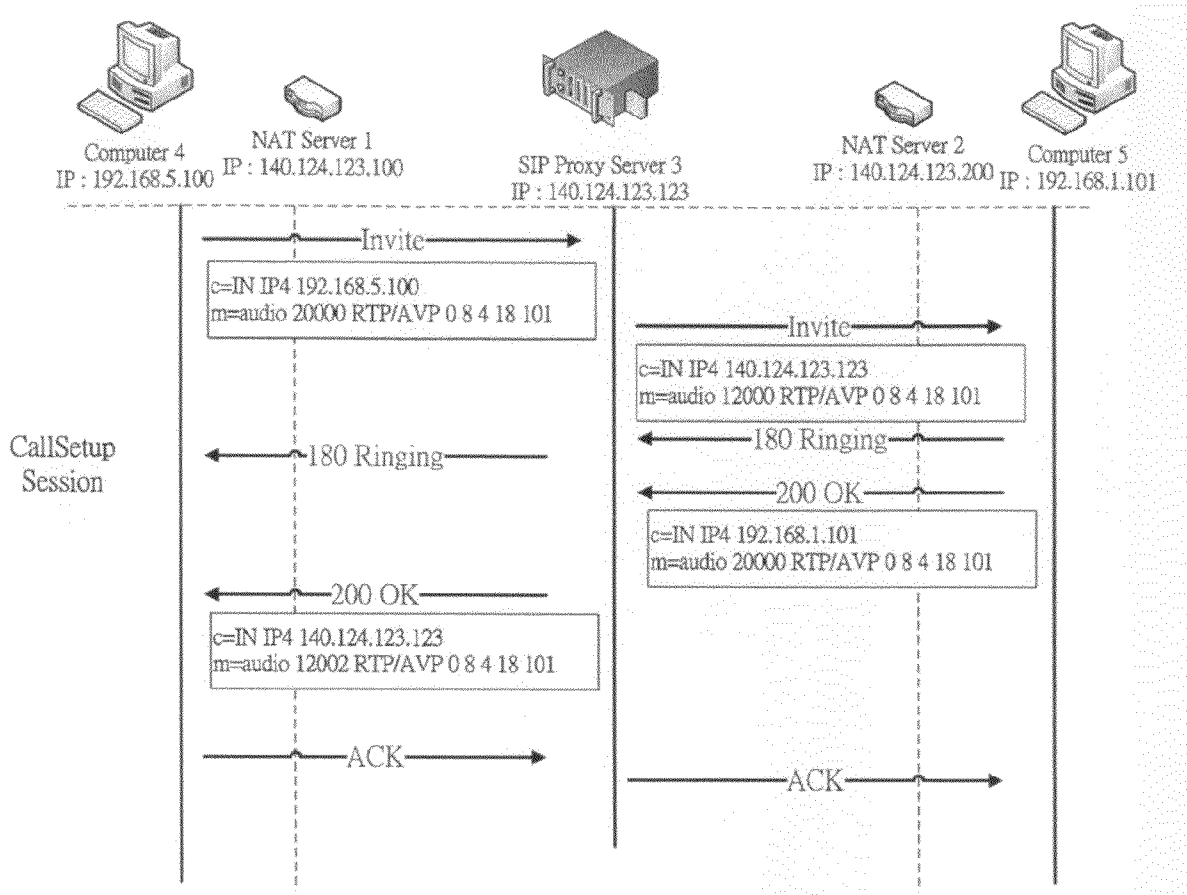 Computer 4
IP : 192.168.5.100
NAT Server 1
IP : 140.124.123.100
SIP Proxy Server 3
IP : 140.124.123.123
NAT Server 2
IP : 140.124.123.200
Computer 5
IP : 192.168.1.101
Invite
c=IN IP4 192.168.5.100
m=audio 20000 RTP/AVP 0 8 4 18 101
Invite
c=IN IP4 140.124.123.123
m=audio 12000 RTP/AVP 0 8 4 18 101
180 Ringing
180 Ringing
CallSetup
Session
200 OK
c=IN IP4 192.168.1.101
m=audio 20000 RTP/AVP 0 8 4 18 101
200 OK
c=IN IP4 140.124.123.123
m=audio 12002 RTP/AVP 0 8 4 18 101
ACK
ACK